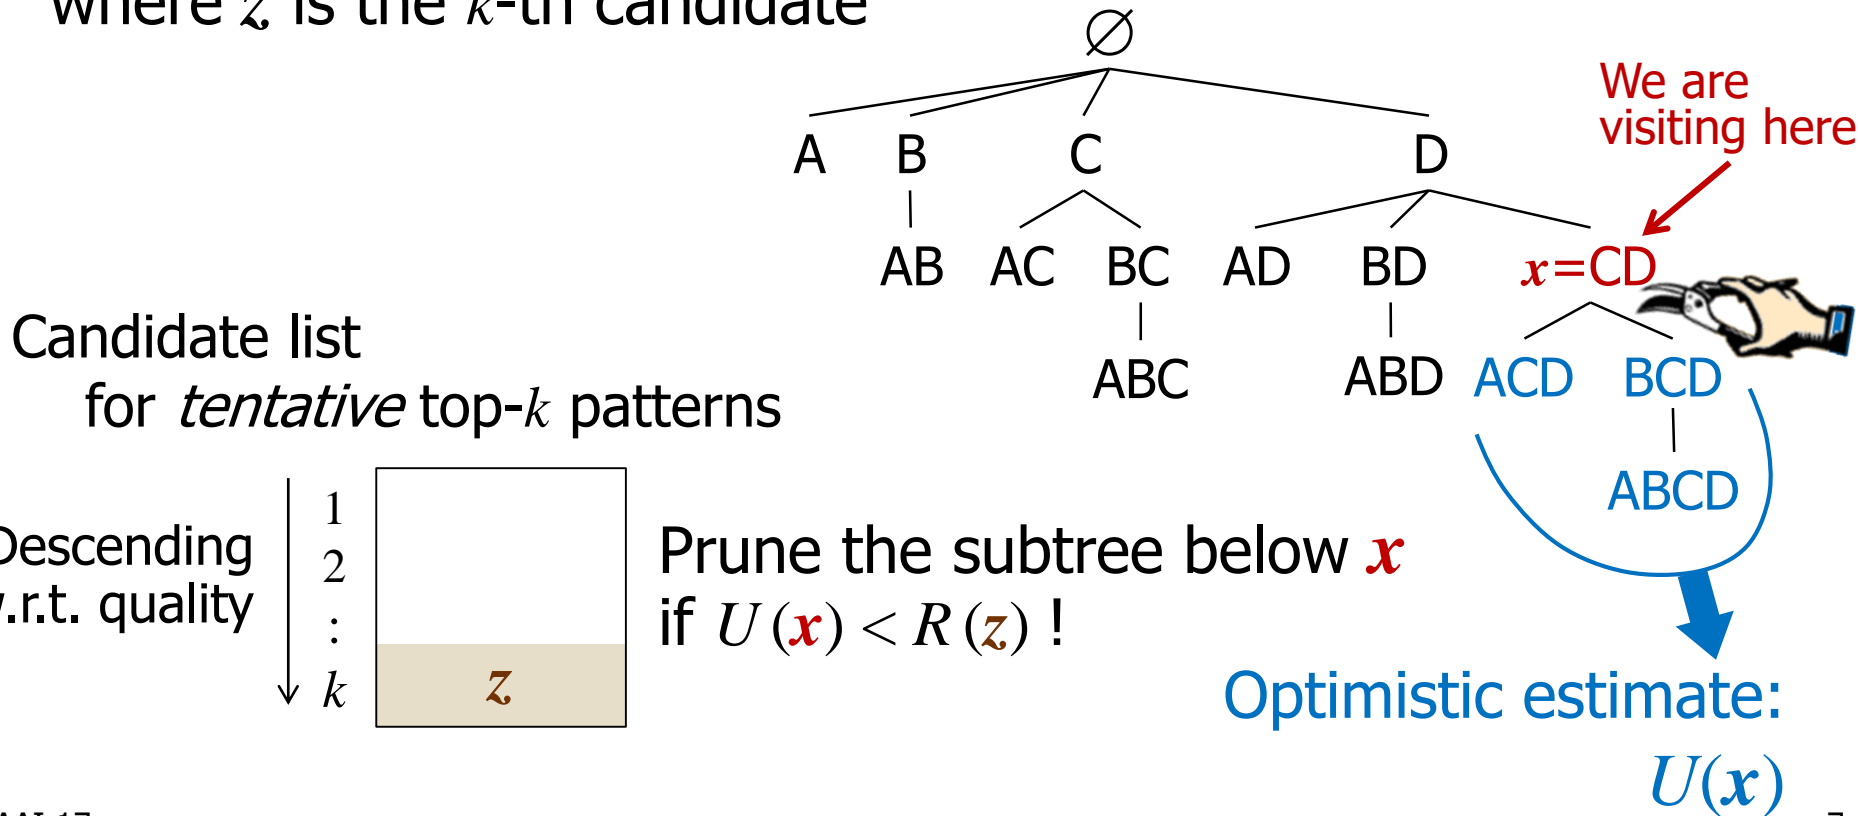 where z is the k-th candidate
∅
We are
visiting here
A B C D
AB AC BC AD BD x=CD
ABC ABD ACD BCD
ABCD
Candidate list
for tentative top-k patterns
Descending
w.r.t. quality
1
2
:
k
z
Prune the subtree below x
if U(x) < R(z) !
Optimistic estimate:
U(x)